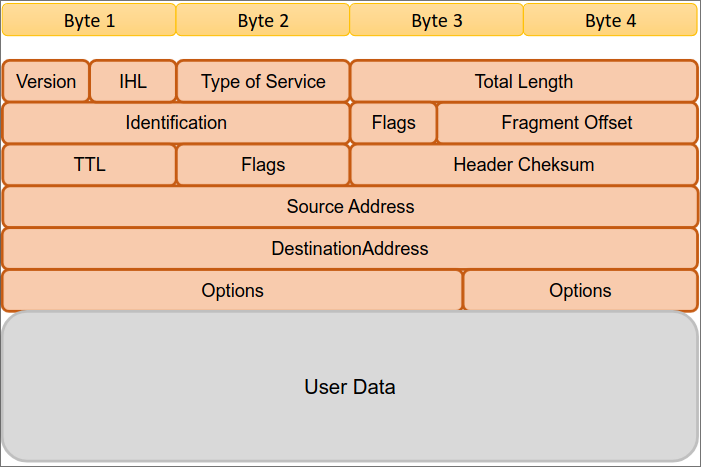 Byte 1 Byte 2 Byte 3 Byte 4
Version IHL Type of Service Total Length
Identification Flags Fragment Offset
TTL Flags Header Cheksum
Source Address
DestinationAddress
Options Options
User Data